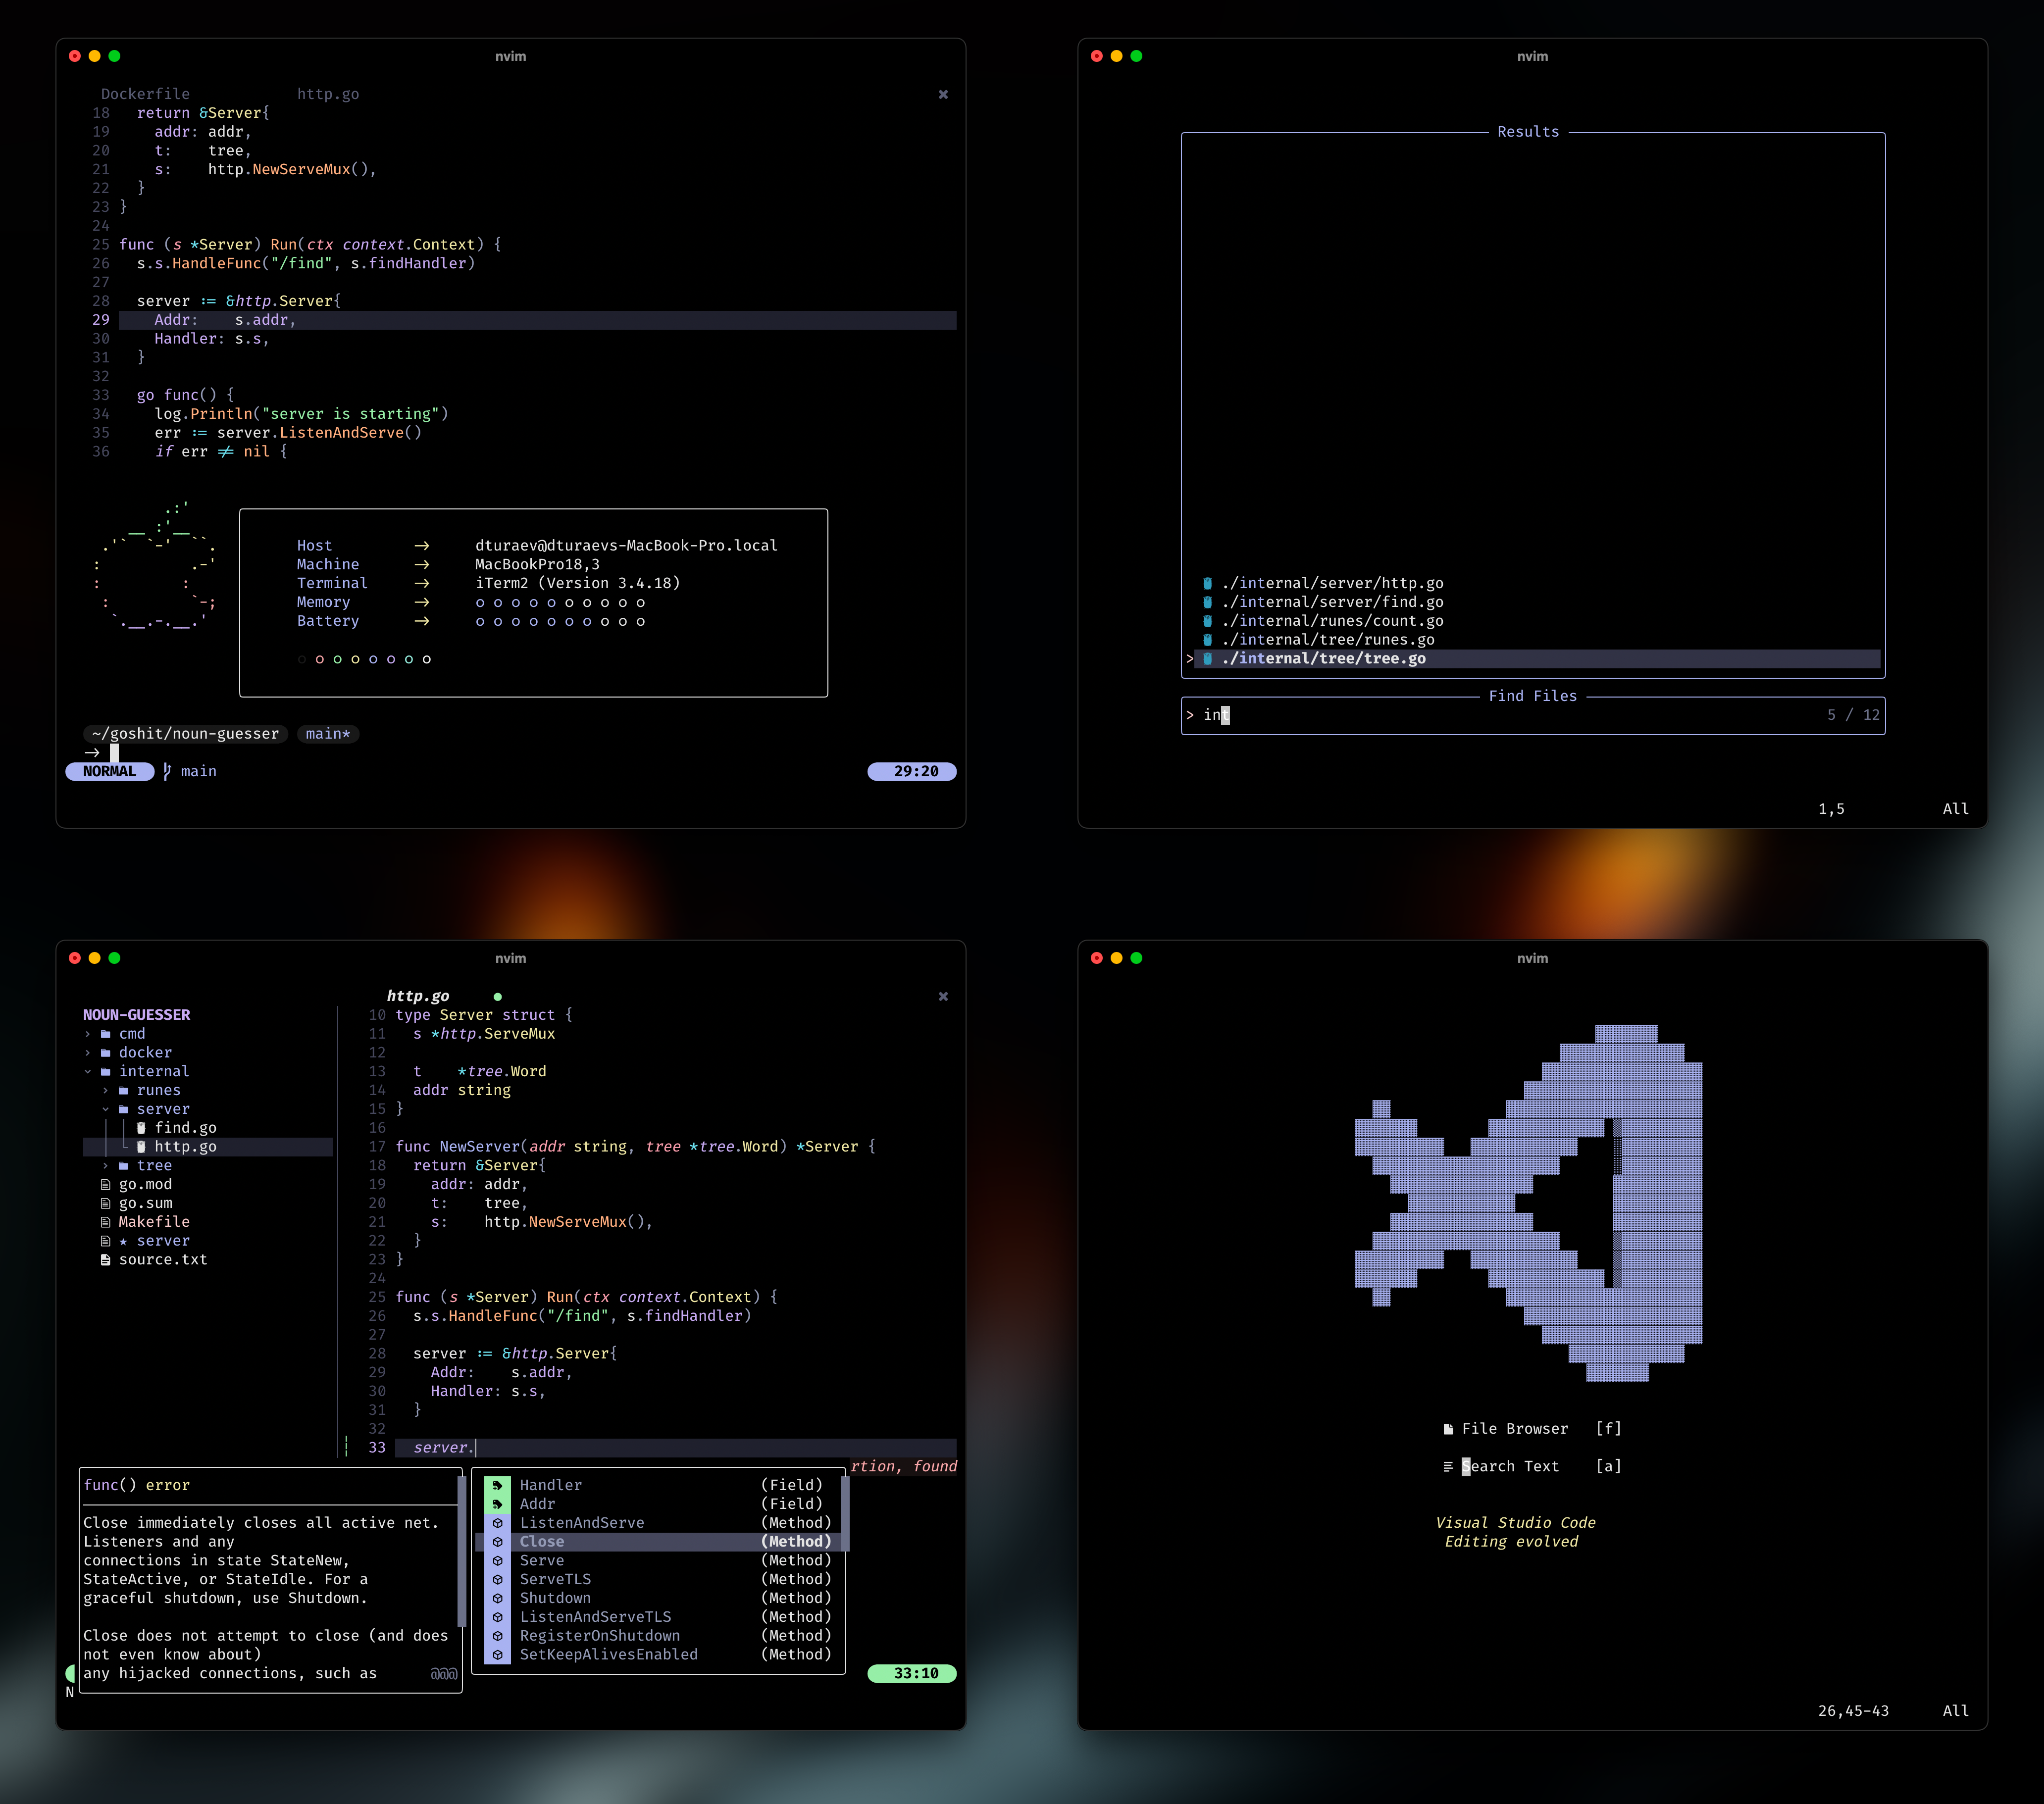 nvim
Dockerfile http.go
18 return &Server{
19 addr: addr,
20 t: tree,
21 s: http.NewServeMux(),
22 }
23 }
24
25 func (s *Server) Run(ctx context.Context) {
26 s.s.HandleFunc("/find", s.findHandler)
27
28 server := &http.Server{
29 Addr: s.addr,
30 Handler: s.s,
31 }
32
33 go func() {
34 log.Println("server is starting")
35 err := server.ListenAndServe()
36 if err ≠ nil {
Host → dturaev@dturaevs-MacBook-Pro.local
Machine → MacBookPro18,3
Terminal → iTerm2 (Version 3.4.18)
Memory →
Battery →
~/goshit/noun-guesser main*
→
NORMAL main 29:20
nvim
Results
./internal/server/http.go
./internal/server/find.go
./internal/runes/count.go
./internal/tree/runes.go
> ./internal/tree/tree.go
Find Files
> int 5 / 12
1,5 All
nvim
http.go
NOUN-GUESSER
cmd
docker
internal
runes
server
find.go
http.go
tree
go.mod
go.sum
Makefile
★ server
source.txt
10 type Server struct {
11 s *http.ServeMux
12
13 t *tree.Word
14 addr string
15 }
16
17 func NewServer(addr string, tree *tree.Word) *Server {
18 return &Server{
19 addr: addr,
20 t: tree,
21 s: http.NewServeMux(),
22 }
23 }
24
25 func (s *Server) Run(ctx context.Context) {
26 s.s.HandleFunc("/find", s.findHandler)
27
28 server := &http.Server{
29 Addr: s.addr,
30 Handler: s.s,
31 }
32
33 server.
rtion, found
func() error
Close immediately closes all active net.
Listeners and any
connections in state StateNew,
StateActive, or StateIdle. For a
graceful shutdown, use Shutdown.
Close does not attempt to close (and does
not even know about)
any hijacked connections, such as @@@
N
Handler (Field)
Addr (Field)
ListenAndServe (Method)
Close (Method)
Serve (Method)
ServeTLS (Method)
Shutdown (Method)
ListenAndServeTLS (Method)
RegisterOnShutdown (Method)
SetKeepAlivesEnabled (Method)
33:10
nvim
File Browser [f]
Search Text [a]
Visual Studio Code
Editing evolved
26,45-43 All